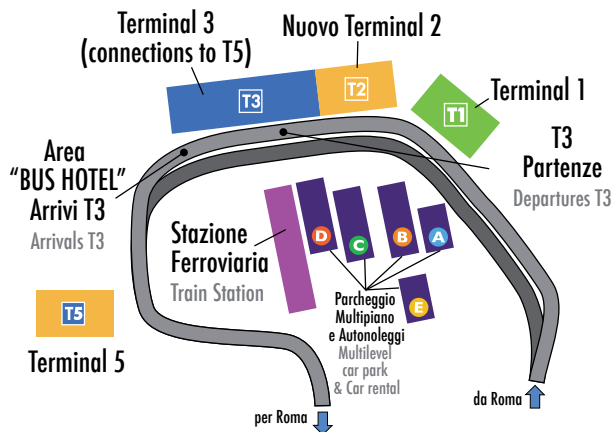 Terminal 3
(connections to T5)
Nuovo Terminal 2
T3
T2
T1
Terminal 1
Area
“BUS HOTEL”
Arrivi T3
Arrivals T3
T3
Partenze
Departures T3
Stazione
Ferroviaria
Train Station
D
C
B
A
E
Parcheggio
Multipiano
e Autonoleggi
Multilevel
car park
& Car rental
T5
Terminal 5
per Roma
da Roma